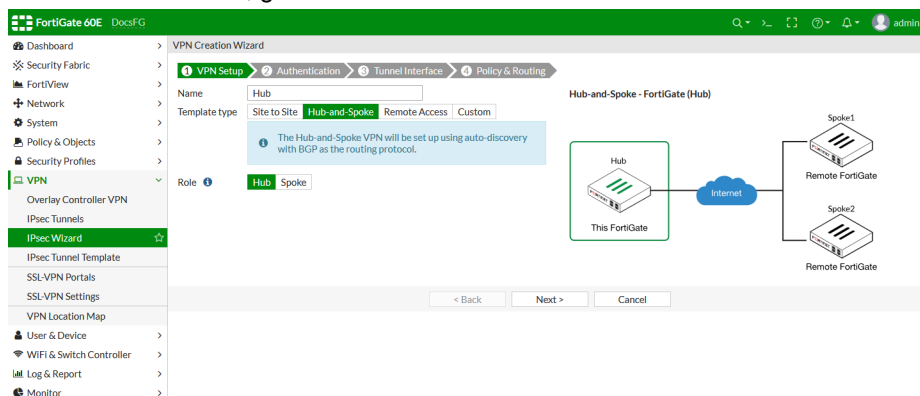 FortiGate 60E DocsFG
admin
Dashboard
Security Fabric
FortiView
Network
System
Policy & Objects
Security Profiles
VPN
Overlay Controller VPN
IPsec Tunnels
IPsec Wizard
IPsec Tunnel Template
SSL-VPN Portals
SSL-VPN Settings
VPN Location Map
User & Device
WiFi & Switch Controller
Log & Report
Monitor
VPN Creation Wizard
1 VPN Setup 2 Authentication 3 Tunnel Interface 4 Policy & Routing
Name Hub
Template type Site to Site Hub-and-Spoke Remote Access Custom
The Hub-and-Spoke VPN will be set up using auto-discovery
with BGP as the routing protocol.
Role Hub Spoke
Hub-and-Spoke - FortiGate (Hub)
Spoke1
Remote FortiGate
Hub
Internet
This FortiGate
Spoke2
Remote FortiGate
< Back Next > Cancel